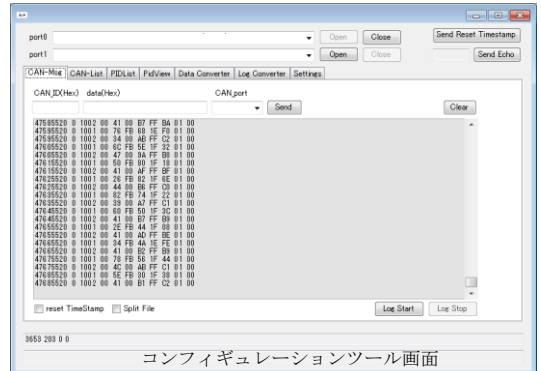 port0 Open Close Send Reset Timestamp
port1 Open Close Send Echo
CAN-Msg CAN-List PIDList PidView Data Converter Log Converter Settings
CAN_ID(Hex) data(Hex) CAN_port
Send Clear
47585520 0 1002 00 41 00 B7 FF BA 01 00
47595520 0 1001 00 76 FB 68 1E F0 01 00
47595520 0 1002 00 34 00 AB FF C2 01 00
47605520 0 1001 00 6C FB 5E 1F 32 01 00
47605520 0 1002 00 47 00 9A FF B0 01 00
47615520 0 1001 00 50 FB 80 1F 18 01 00
47615520 0 1002 00 41 00 AF FF BF 01 00
47625520 0 1001 00 26 FB 82 1F 6E 01 00
47625520 0 1002 00 44 00 B6 FF C0 01 00
47635520 0 1001 00 82 FB 74 1F 22 01 00
47635520 0 1002 00 39 00 A7 FF C1 01 00
47645520 0 1001 00 60 FB 50 1F 3C 01 00
47645520 0 1002 00 41 00 B7 FF B9 01 00
47655520 0 1001 00 2E FB 44 1F 08 01 00
47655520 0 1002 00 41 00 AD FF BE 01 00
47665520 0 1001 00 34 FB 4A 1E FE 01 00
47665520 0 1002 00 41 00 B2 FF B9 01 00
47675520 0 1001 00 78 FB 56 1F 44 01 00
47675520 0 1002 00 4C 00 AB FF C1 01 00
47685520 0 1001 00 5E FB 30 1F 38 01 00
47685520 0 1002 00 41 00 B1 FF C2 01 00
reset TimeStamp Split File Log Start Log Stop
3653 203 0 0
コンフィギュレーションツール画面